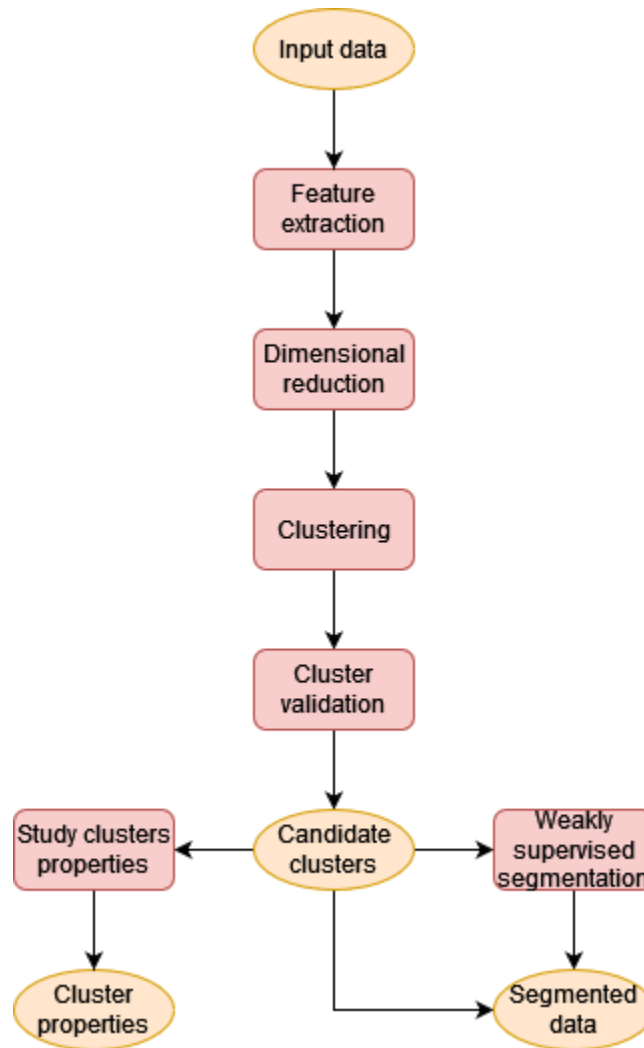 Input data
Feature
extraction
Dimensional
reduction
Clustering
Cluster
validation
Study clusters
properties
Candidate
clusters
Weakly
supervised
segmentation
Cluster
properties
Segmented
data